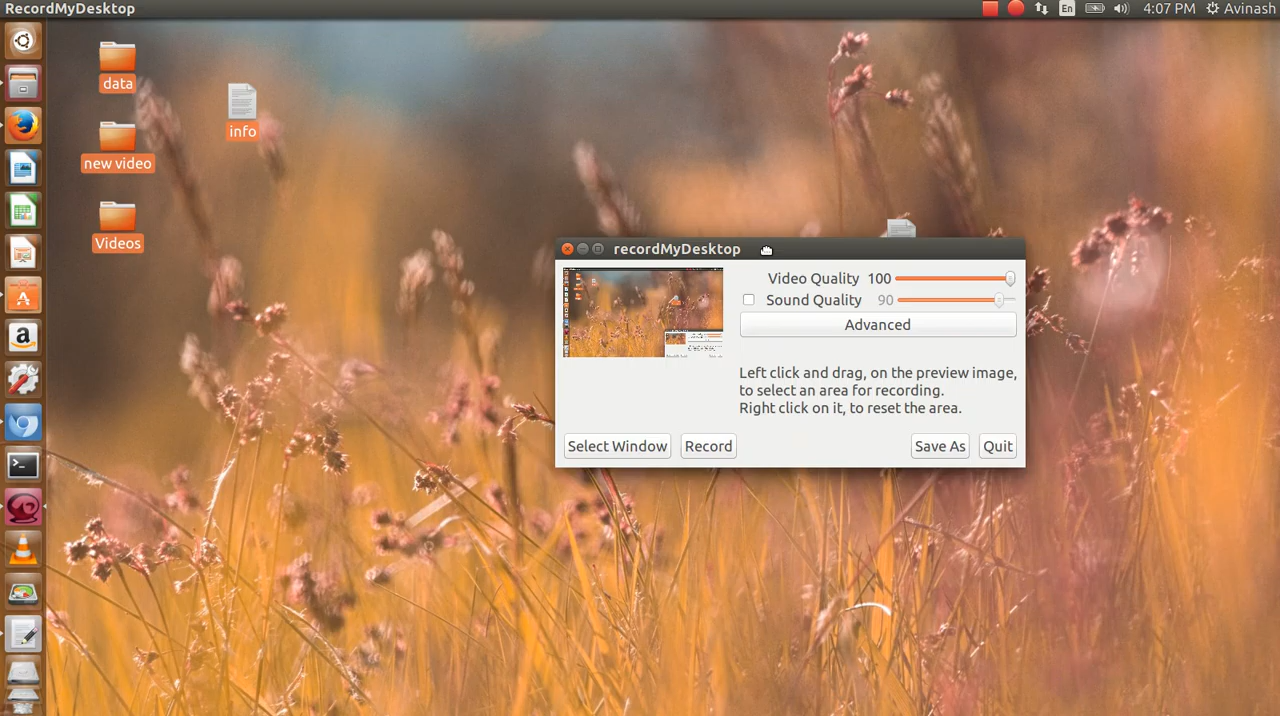 RecordMyDesktop
En
4:07 PM
Avinash
data
info
new video
Videos
recordMyDesktop
Video Quality 100
Sound Quality 90
Advanced
Left click and drag, on the preview image,
to select an area for recording.
Right click on it, to reset the area.
Select Window
Record
Save As
Quit